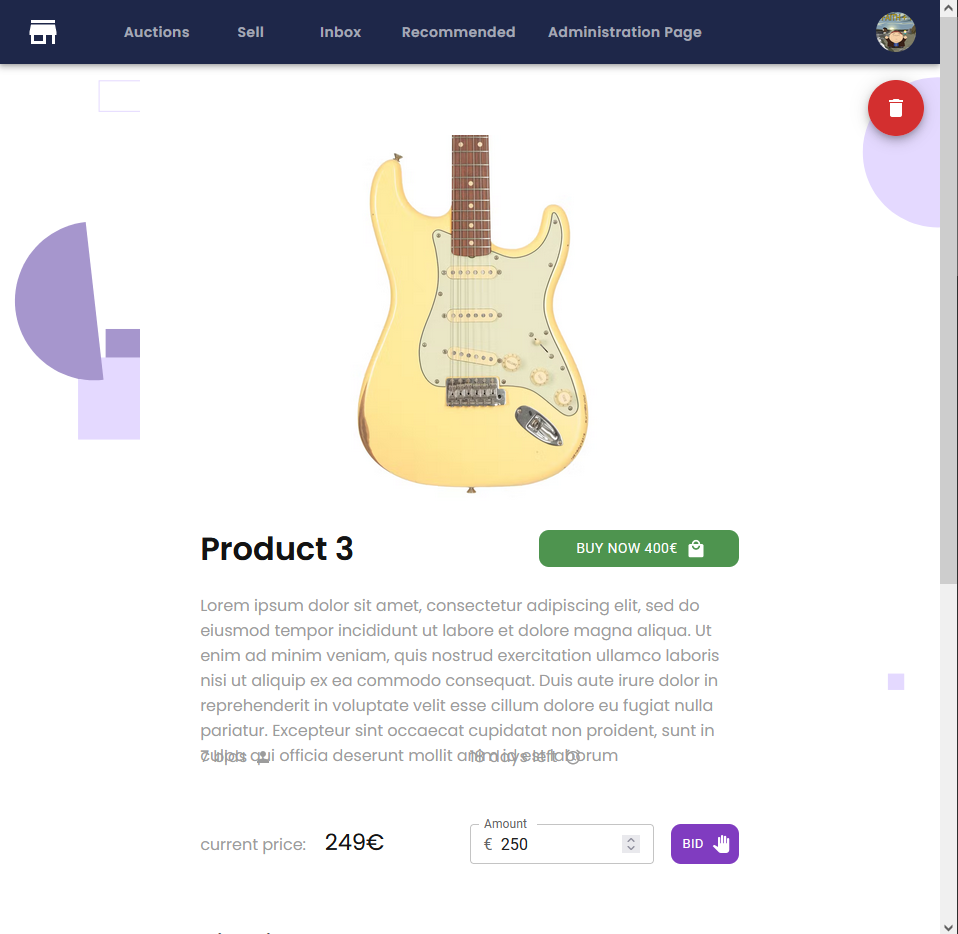 Auctions Sell Inbox Recommended Administration Page
Product 3
BUY NOW 400€
Lorem ipsum dolor sit amet, consectetur adipiscing elit, sed do
eiusmod tempor incididunt ut labore et dolore magna aliqua. Ut
enim ad minim veniam, quis nostrud exercitation ullamco laboris
nisi ut aliquip ex ea commodo consequat. Duis aute irure dolor in
reprehenderit in voluptate velit esse cillum dolore eu fugiat nulla
pariatur. Excepteur sint occaecat cupidatat non proident, sunt in
culpa qui officia deserunt mollit anim id est laborum
7 bids days left
current price: 249€
Amount
€ 250
BID